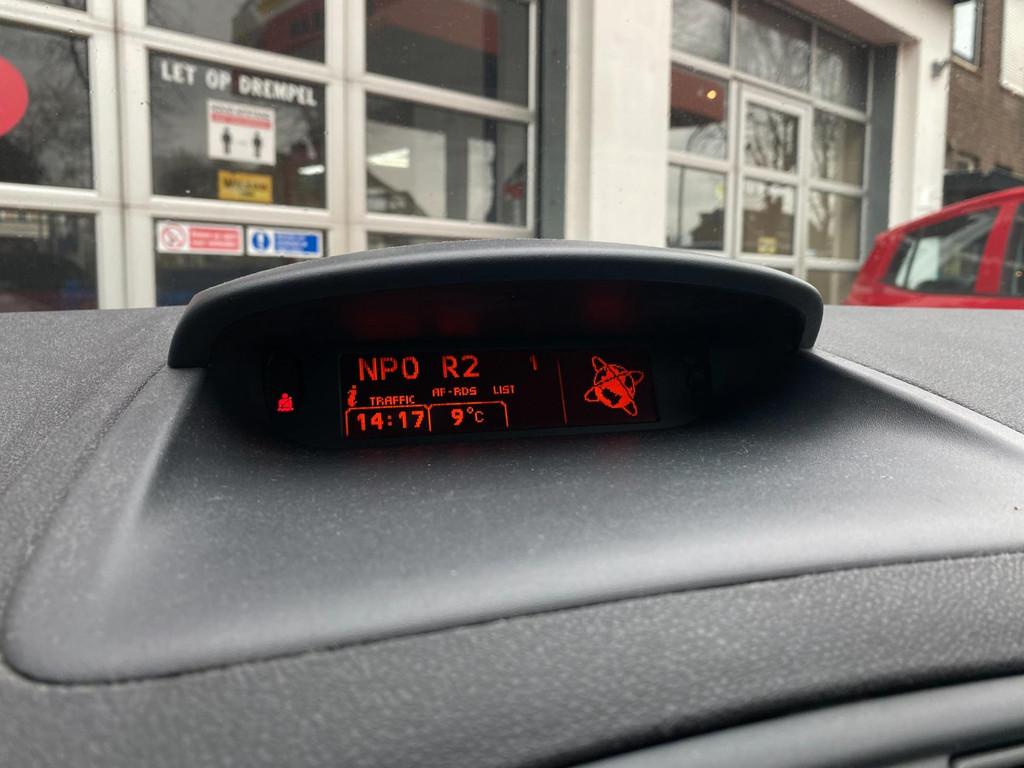 LET OP DREMPEL
NPO R2 1
i TRAFFIC AF-RDS LIST
14:17 9°C